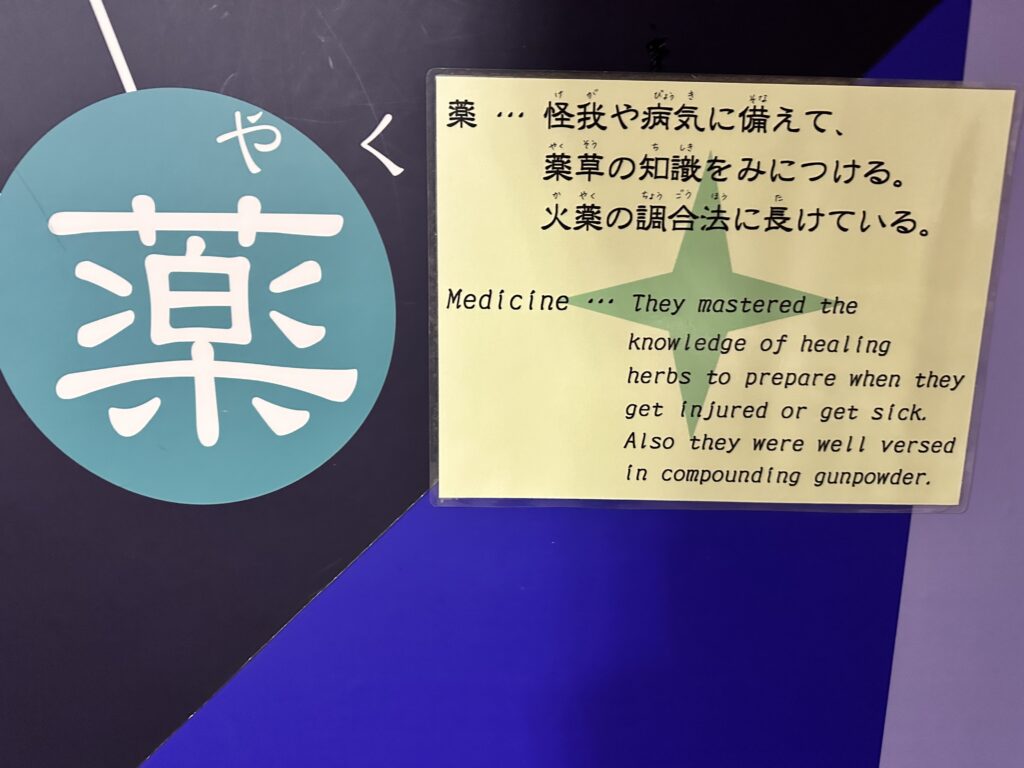 やく
薬
薬 … 怪我や病気に備えて、
薬草の知識をみにつける。
火薬の調合法に長けている。
Medicine … They mastered the
knowledge of healing
herbs to prepare when they
get injured or get sick.
Also they were well versed
in compounding gunpowder.